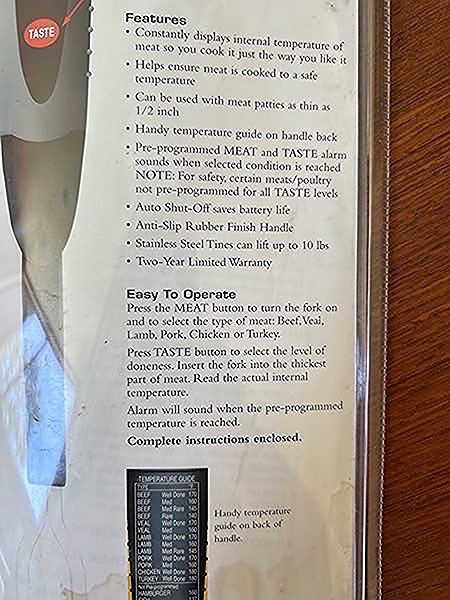 TASTE
Features
• Constantly displays internal temperature of
meat so you cook it just the way you like it
• Helps ensure meat is cooked to a safe
temperature
• Can be used with meat patties as thin as
1/2 inch
• Handy temperature guide on handle back
• Pre-programmed MEAT and TASTE alarm
sounds when selected condition is reached
NOTE: For safety, certain meats/poultry
not pre-programmed for all TASTE levels
• Auto Shut-Off saves battery life
• Anti-Slip Rubber Finish Handle
• Stainless Steel Tines can lift up to 10 lbs
• Two-Year Limited Warranty
Easy To Operate
Press the MEAT button to turn the fork on
and to select the type of meat: Beef, Veal,
Lamb, Pork, Chicken or Turkey.
Press TASTE button to select the level of
doneness. Insert the fork into the thickest
part of meat. Read the actual internal
temperature.
Alarm will sound when the pre-programmed
temperature is reached.
Complete instructions enclosed.
TEMPERATURE GUIDE
TYPE °F
BEEF Well Done 170
BEEF Med 160
BEEF Med Rare 145
BEEF Rare 140
VEAL Well Done 170
VEAL Med 160
LAMB Well Done 170
LAMB Med 160
LAMB Med Rare 145
PORK Well Done 170
PORK Med 160
CHICKEN Well Done 180
TURKEY Well Done 180
Not Pre-programmed
HAMBURGER 160
Handy temperature
guide on back of
handle.